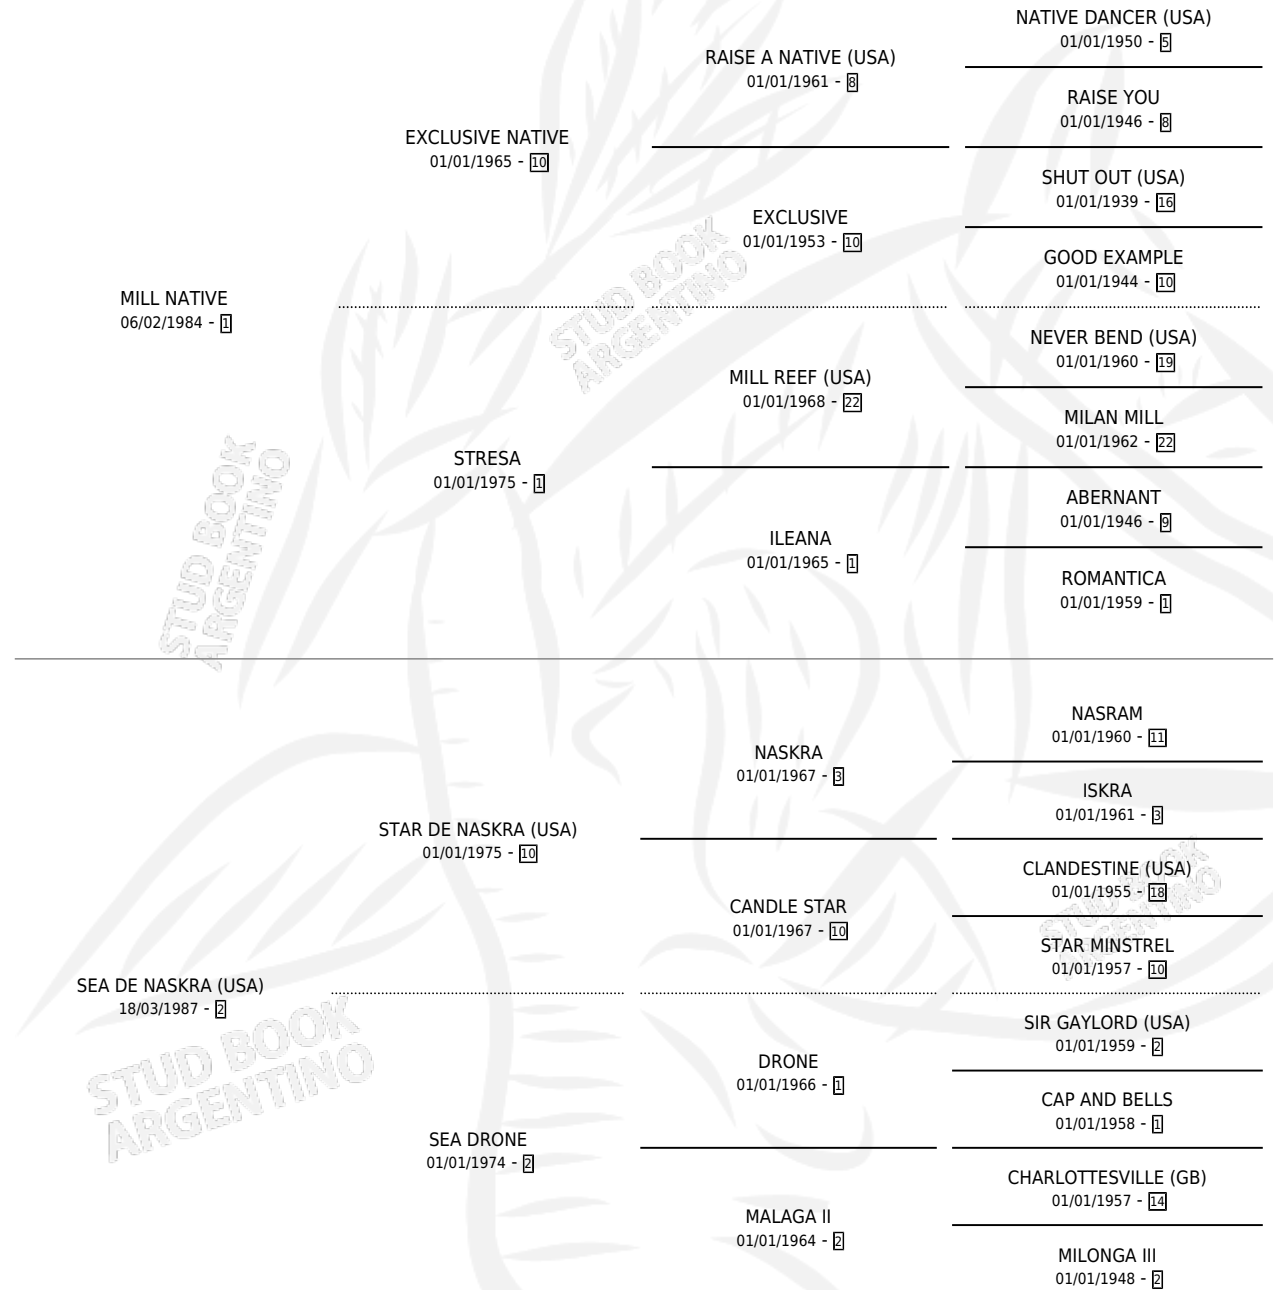 NATIVE DANCER (USA)
01/01/1950 - 5
RAISE A NATIVE (USA)
01/01/1961 - 8
RAISE YOU
01/01/1946 - 8
EXCLUSIVE NATIVE
01/01/1965 - 10
SHUT OUT (USA)
01/01/1939 - 16
EXCLUSIVE
01/01/1953 - 10
GOOD EXAMPLE
01/01/1944 - 10
MILL NATIVE
06/02/1984 - 1
NEVER BEND (USA)
01/01/1960 - 19
MILL REEF (USA)
01/01/1968 - 22
MILAN MILL
01/01/1962 - 22
STRESA
01/01/1975 - 1
ABERNANT
01/01/1946 - 9
ILEANA
01/01/1965 - 1
ROMANTICA
01/01/1959 - 1
STUD BOOK
ARGENTINO
STUD BOOK
ARGENTINO
NASRAM
01/01/1960 - 11
NASKRA
01/01/1967 - 3
ISKRA
01/01/1961 - 3
STAR DE NASKRA (USA)
01/01/1975 - 10
CLANDESTINE (USA)
01/01/1955 - 18
CANDLE STAR
01/01/1967 - 10
STAR MINSTREL
01/01/1957 - 10
STUD BOOK
ARGENTINO
SEA DE NASKRA (USA)
18/03/1987 - 2
SIR GAYLORD (USA)
01/01/1959 - 2
DRONE
01/01/1966 - 1
CAP AND BELLS
01/01/1958 - 1
STUD BOOK
ARGENTINO
SEA DRONE
01/01/1974 - 2
CHARLOTTESVILLE (GB)
01/01/1957 - 14
MALAGA II
01/01/1964 - 2
MILONGA III
01/01/1948 - 2